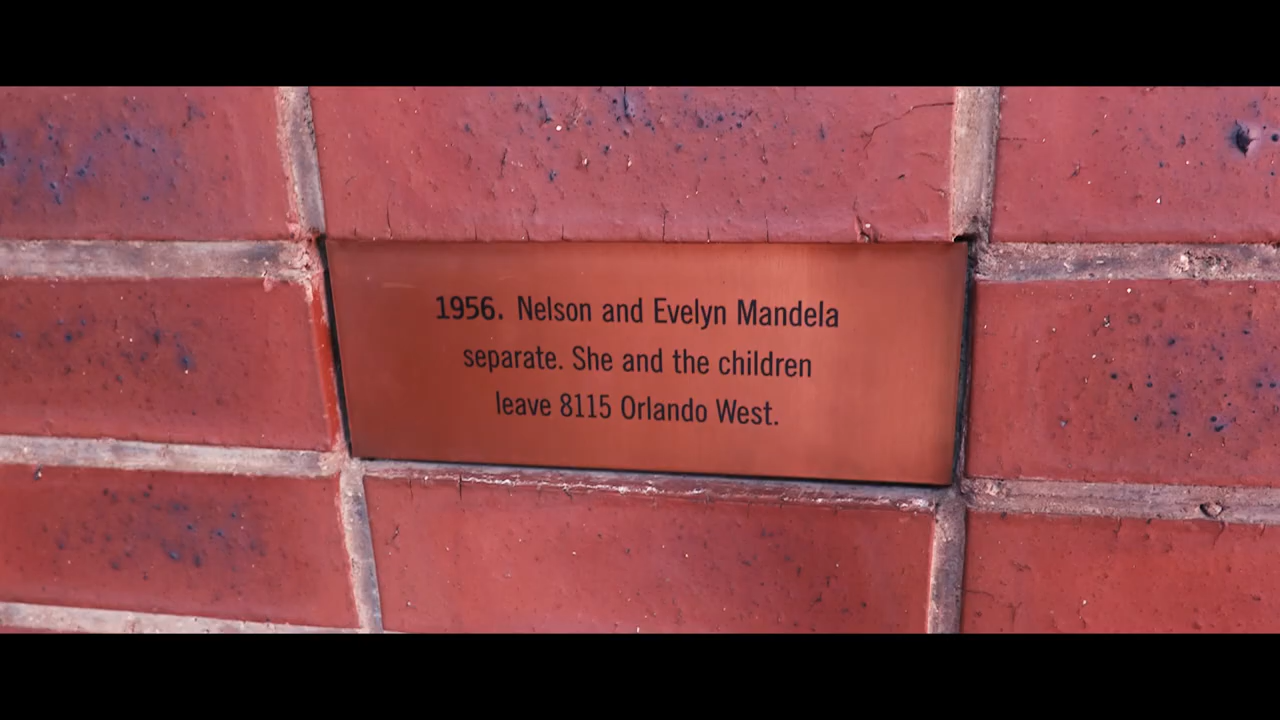 1956. Nelson and Evelyn Mandela
separate. She and the children
leave 8115 Orlando West.